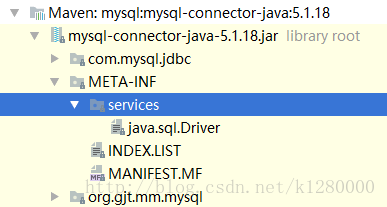 Maven: mysql:mysql-connector-java:5.1.18
mysql-connector-java-5.1.18.jar library root
com.mysql.jdbc
META-INF
services
java.sql.Driver
INDEX.LIST
MANIFEST.MF
http://blog.csdn.net/k1280000
org.gjt.mm.mysql